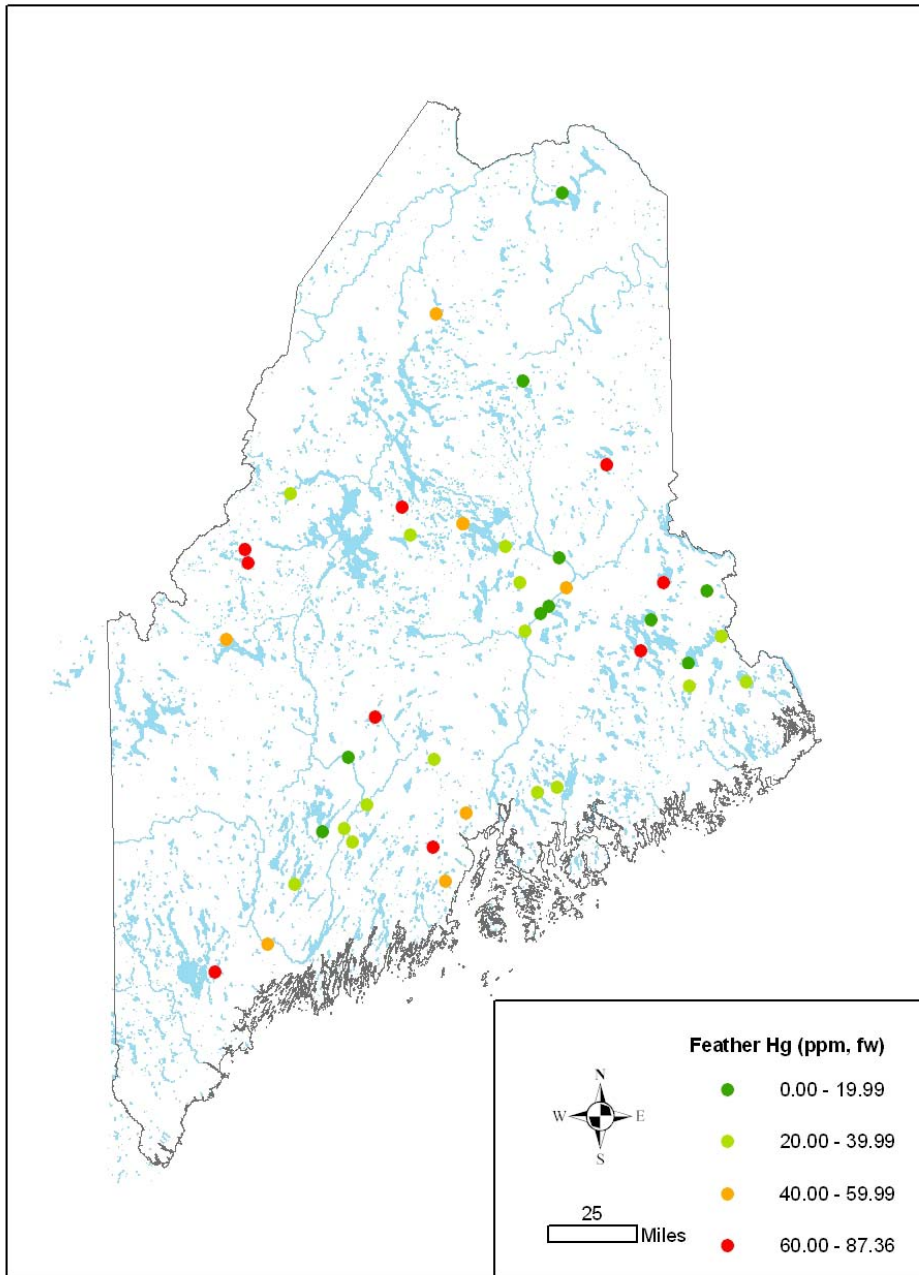 Feather Hg (ppm, fw)
N
W E
S
0.00 - 19.99
20.00 - 39.99
40.00 - 59.99
60.00 - 87.36
25
Miles